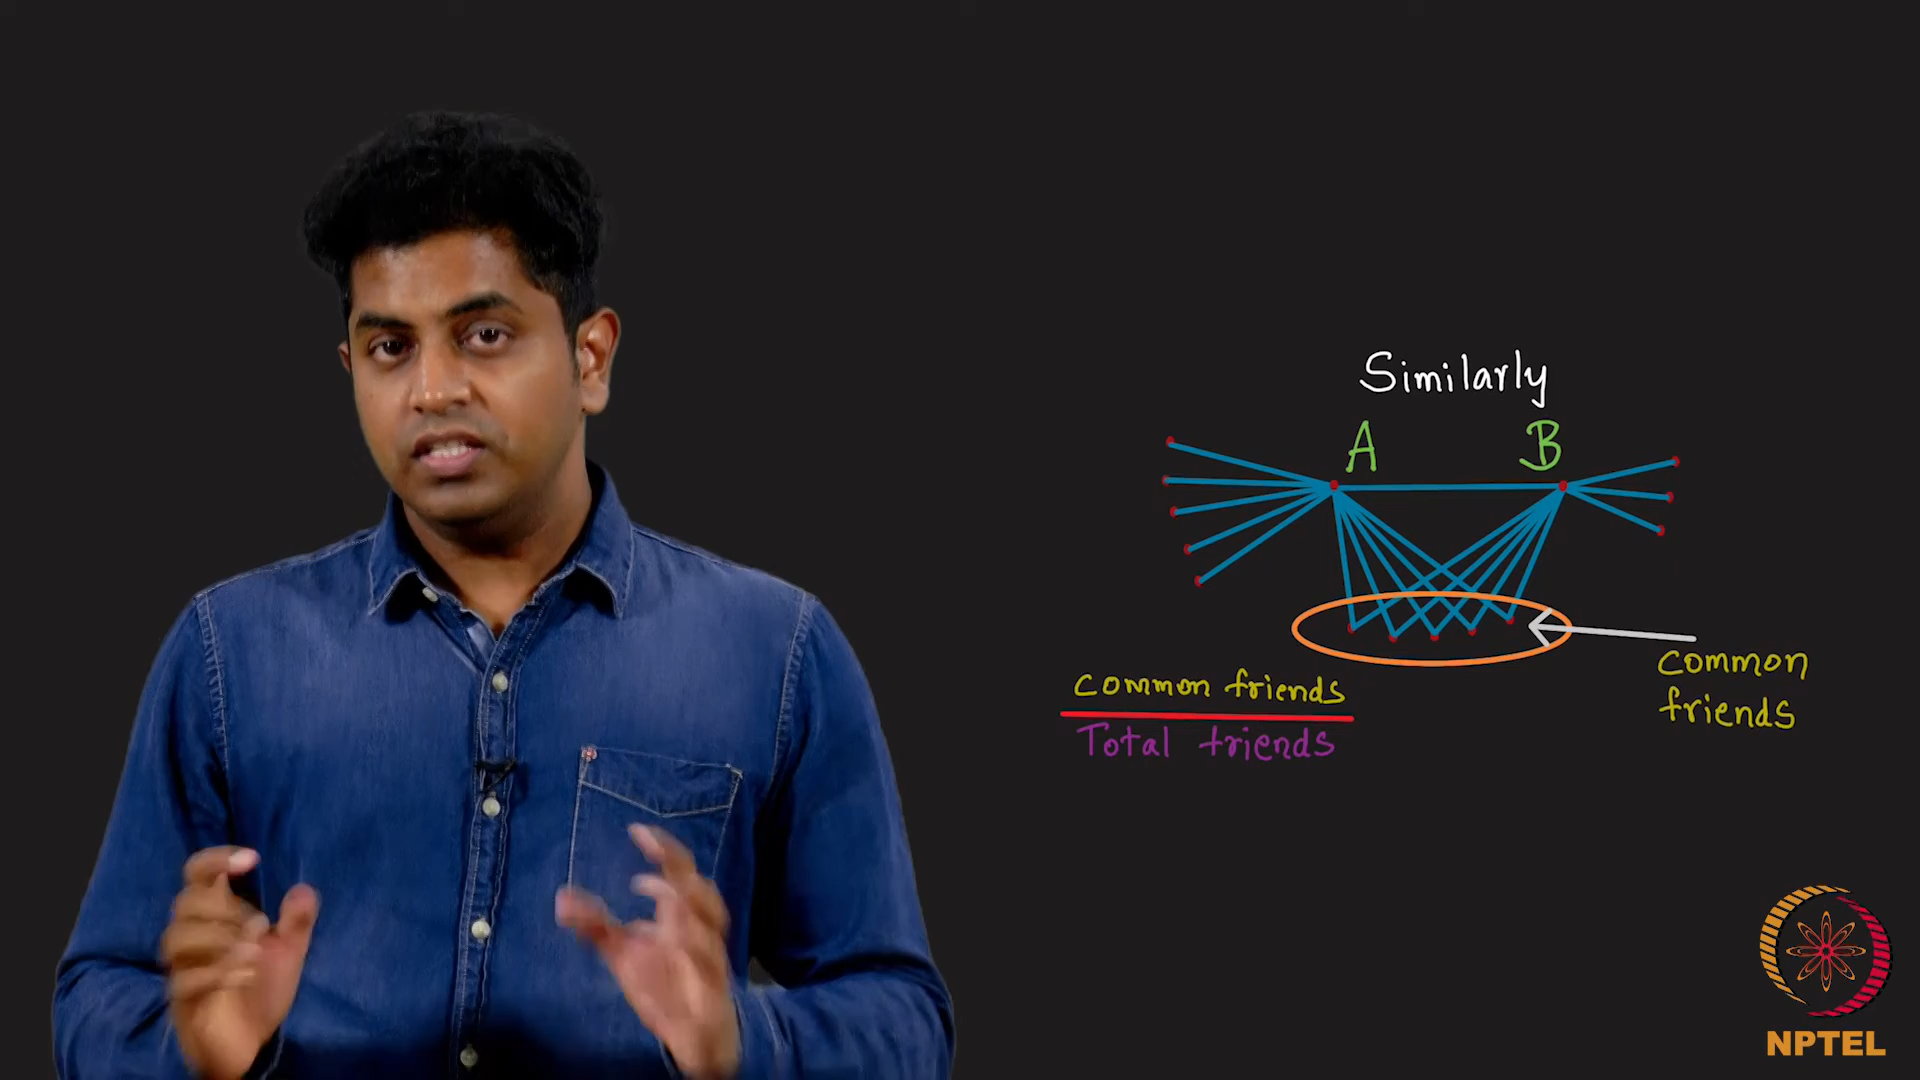 Similarly
A B
common friends
Total friends
common
friends
NPTEL